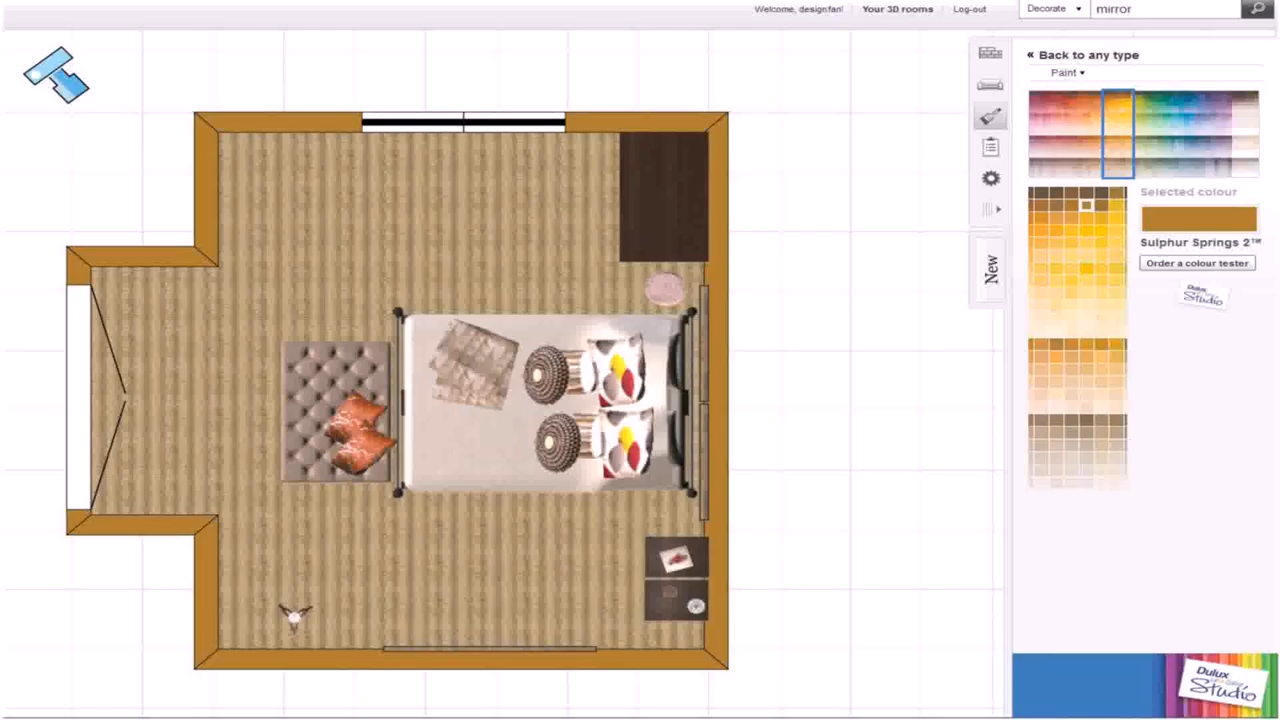 Welcome, designfan!
Your 3D rooms
Log-out
Decorate
mirror
« Back to any type
Paint
Selected colour
Sulphur Springs 2™
Order a colour tester
Dulux
Studio
New
Dulux
Studio